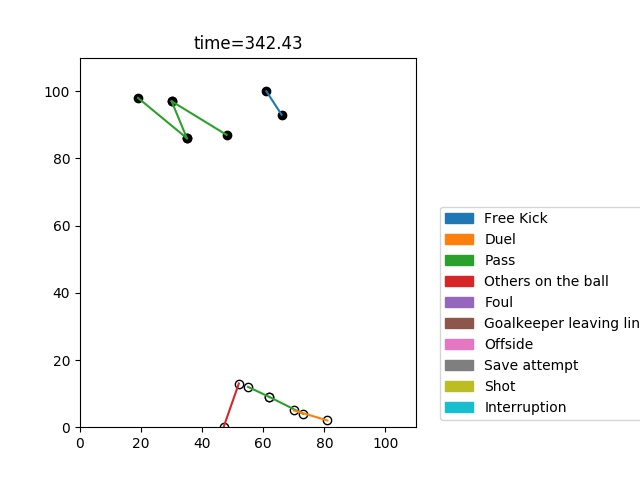 time=342.43
100
80
60
40
20
0
0 20 40 60 80 100
Free Kick
Duel
Pass
Others on the ball
Foul
Goalkeeper leaving lin
Offside
Save attempt
Shot
Interruption